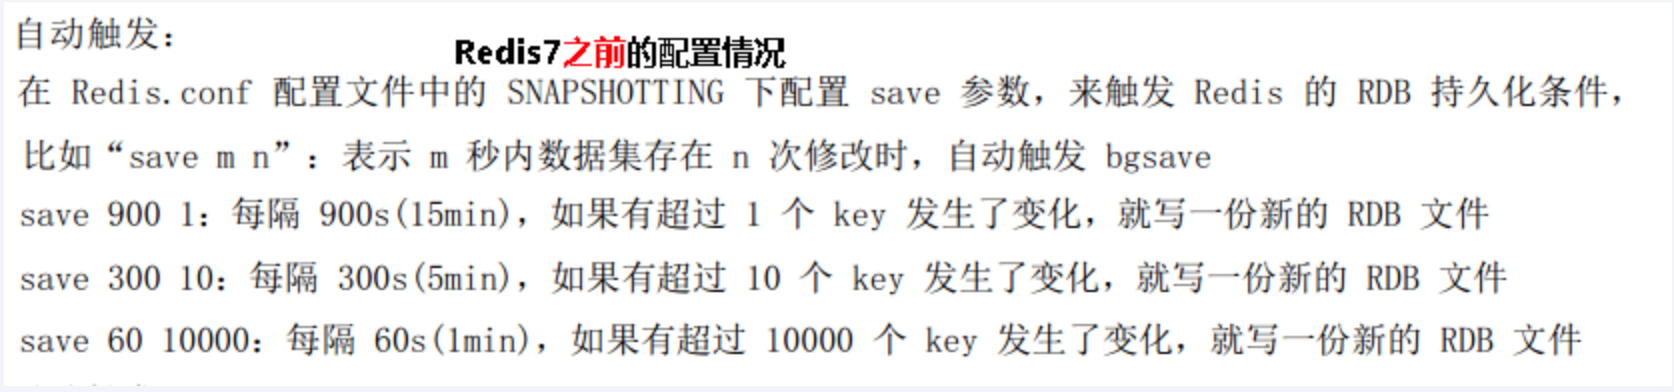 自动触发：
Redis7之前的配置情况
在 Redis.conf 配置文件中的 SNAPSHOTTING 下配置 save 参数，来触发 Redis 的 RDB 持久化条件，
比如“save m n”：表示 m 秒内数据集存在 n 次修改时，自动触发 bgsave
save 900 1：每隔 900s(15min)，如果有超过 1 个 key 发生了变化，就写一份新的 RDB 文件
save 300 10：每隔 300s(5min)，如果有超过 10 个 key 发生了变化，就写一份新的 RDB 文件
save 60 10000：每隔 60s(1min)，如果有超过 10000 个 key 发生了变化，就写一份新的 RDB 文件